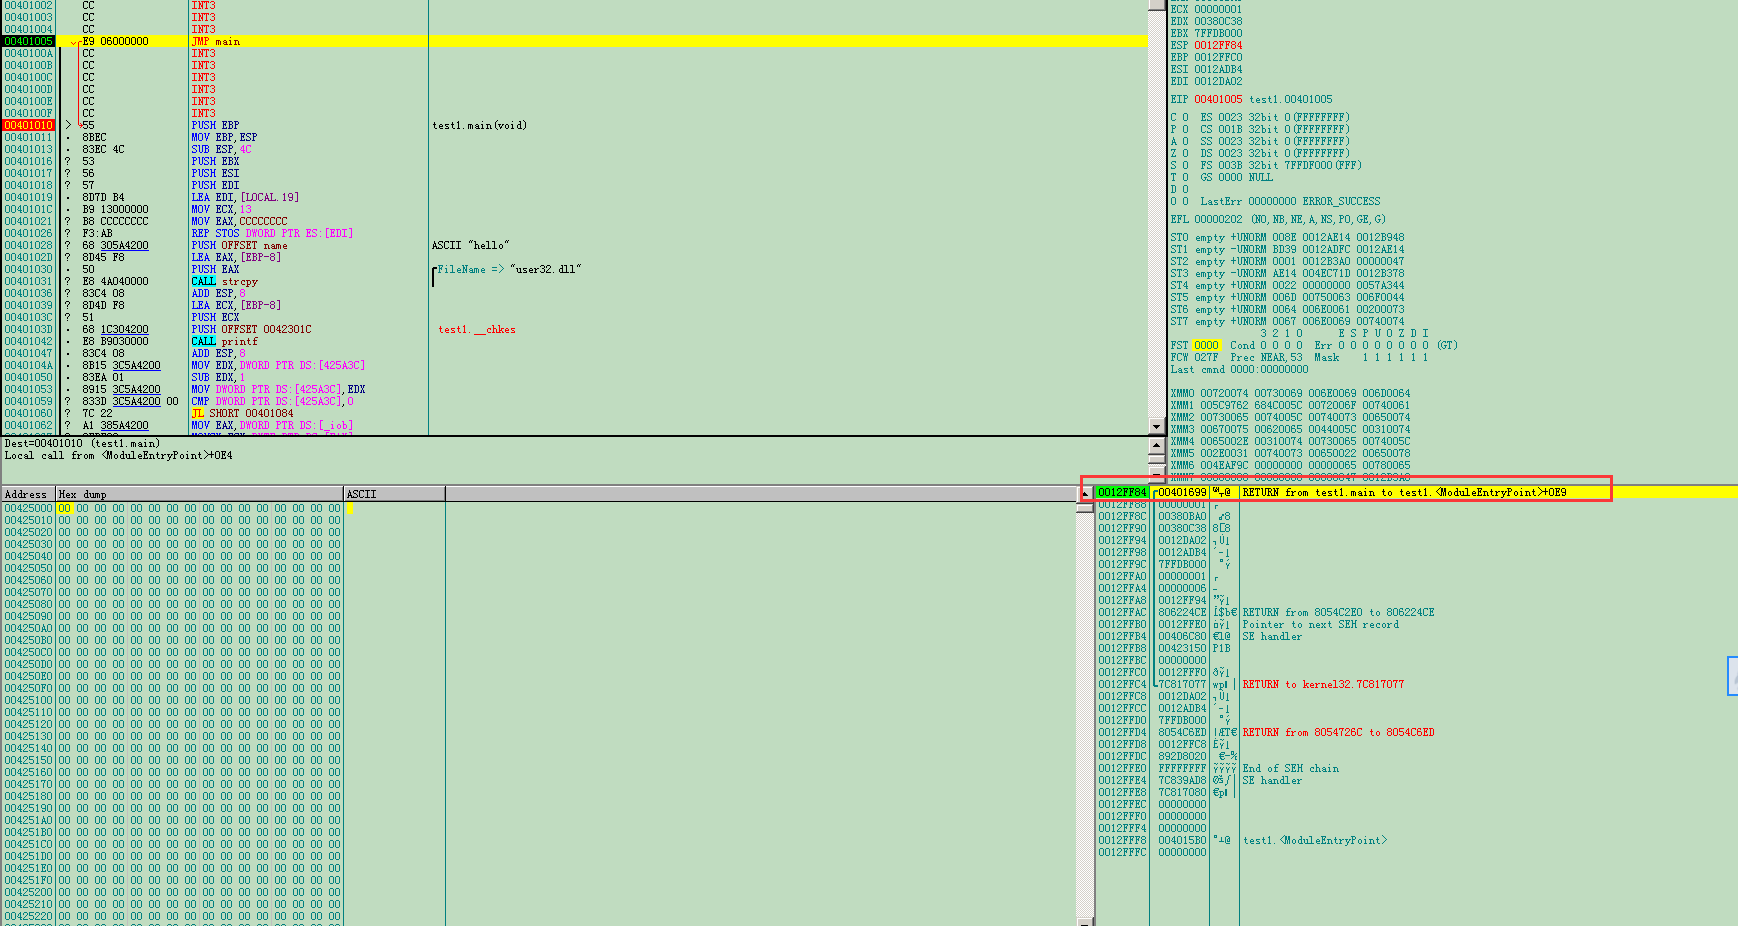 00401002 CC INT3
00401003 CC INT3
00401004 CC INT3
00401005 E9 06000000 JMP main
0040100A CC INT3
0040100B CC INT3
0040100C CC INT3
0040100D CC INT3
0040100E CC INT3
0040100F CC INT3
00401010 > 55 PUSH EBP test1.main(void)
00401011 . 8BEC MOV EBP,ESP
00401013 . 83EC 4C SUB ESP,4C
00401016 ? 53 PUSH EBX
00401017 ? 56 PUSH ESI
00401018 ? 57 PUSH EDI
00401019 . 8D7D B4 LEA EDI,[LOCAL.19]
0040101C . B9 13000000 MOV ECX,13
00401021 ? B8 CCCCCCCC MOV EAX,CCCCCCCC
00401026 ? F3:AB REP STOS DWORD PTR ES:[EDI]
00401028 ? 68 305A4200 PUSH OFFSET name ASCII "hello"
0040102D ? 8D45 F8 LEA EAX,[EBP-8]
00401030 . 50 PUSH EAX FileName => "user32.dll"
00401031 ? E8 4A040000 CALL strcpy
00401036 ? 83C4 08 ADD ESP,8
00401039 ? 8D4D F8 LEA ECX,[EBP-8]
0040103C ? 51 PUSH ECX
0040103D . 68 1C304200 PUSH OFFSET 0042301C test1.__chkes
00401042 . E8 B9030000 CALL printf
00401047 . 83C4 08 ADD ESP,8
0040104A . 8B15 3C5A4200 MOV EDX,DWORD PTR DS:[425A3C]
00401050 . 83EA 01 SUB EDX,1
00401053 . 8915 3C5A4200 MOV DWORD PTR DS:[425A3C],EDX
00401059 ? 833D 3C5A4200 00 CMP DWORD PTR DS:[425A3C],0
00401060 ? 7C 22 JL SHORT 00401084
00401062 ? A1 385A4200 MOV EAX,DWORD PTR DS:[_iob]
Dest=00401010 (test1.main)
Local call from <ModuleEntryPoint>+0E4
ECX 00000001
EDX 00380C38
EBX 7FFDB000
ESP 0012FF84
EBP 0012FFC0
ESI 0012ADB4
EDI 0012DA02
EIP 00401005 test1.00401005
C 0 ES 0023 32bit 0(FFFFFFFF)
P 0 CS 001B 32bit 0(FFFFFFFF)
A 0 SS 0023 32bit 0(FFFFFFFF)
Z 0 DS 0023 32bit 0(FFFFFFFF)
S 0 FS 003B 32bit 7FFDF000(FFF)
T 0 GS 0000 NULL
D 0
O 0 LastErr 00000000 ERROR_SUCCESS
EFL 00000202 (NO,NB,NE,A,NS,PO,GE,G)
ST0 empty +UNORM 008E 0012AE14 0012B948
ST1 empty -UNORM BD39 0012ADFC 0012AE14
ST2 empty +UNORM 0001 0012B3A0 00000047
ST3 empty -UNORM AE14 004EC71D 0012B378
ST4 empty +UNORM 0022 00000000 0057A344
ST5 empty +UNORM 006D 00750063 006F0044
ST6 empty +UNORM 0064 006E0061 00200073
ST7 empty +UNORM 0067 006E0069 00740074
3 2 1 0 E S P U O Z D I
FST 0000 Cond 0 0 0 0 Err 0 0 0 0 0 0 0 0 (GT)
FCW 027F Prec NEAR,53 Mask 1 1 1 1 1 1
Last cmnd 0000:00000000
XMM0 00720074 00730069 006E0069 006D0064
XMM1 005C9762 684C005C 0072006F 00740061
XMM2 00730065 0074005C 00740073 00650074
XMM3 00670075 00620065 0044005C 00310074
XMM4 0065002E 00310074 00730065 0074005C
XMM5 002E0031 00740073 00650022 00650078
XMM6 004EAF9C 00000000 00000065 00780065
Address Hex dump ASCII
00425000 00 00 00 00 00 00 00 00 00 00 00 00 00 00 00 00
00425010 00 00 00 00 00 00 00 00 00 00 00 00 00 00 00 00
00425020 00 00 00 00 00 00 00 00 00 00 00 00 00 00 00 00
00425030 00 00 00 00 00 00 00 00 00 00 00 00 00 00 00 00
00425040 00 00 00 00 00 00 00 00 00 00 00 00 00 00 00 00
00425050 00 00 00 00 00 00 00 00 00 00 00 00 00 00 00 00
00425060 00 00 00 00 00 00 00 00 00 00 00 00 00 00 00 00
00425070 00 00 00 00 00 00 00 00 00 00 00 00 00 00 00 00
00425080 00 00 00 00 00 00 00 00 00 00 00 00 00 00 00 00
00425090 00 00 00 00 00 00 00 00 00 00 00 00 00 00 00 00
004250A0 00 00 00 00 00 00 00 00 00 00 00 00 00 00 00 00
004250B0 00 00 00 00 00 00 00 00 00 00 00 00 00 00 00 00
004250C0 00 00 00 00 00 00 00 00 00 00 00 00 00 00 00 00
004250D0 00 00 00 00 00 00 00 00 00 00 00 00 00 00 00 00
004250E0 00 00 00 00 00 00 00 00 00 00 00 00 00 00 00 00
004250F0 00 00 00 00 00 00 00 00 00 00 00 00 00 00 00 00
00425100 00 00 00 00 00 00 00 00 00 00 00 00 00 00 00 00
00425110 00 00 00 00 00 00 00 00 00 00 00 00 00 00 00 00
00425120 00 00 00 00 00 00 00 00 00 00 00 00 00 00 00 00
00425130 00 00 00 00 00 00 00 00 00 00 00 00 00 00 00 00
00425140 00 00 00 00 00 00 00 00 00 00 00 00 00 00 00 00
00425150 00 00 00 00 00 00 00 00 00 00 00 00 00 00 00 00
00425160 00 00 00 00 00 00 00 00 00 00 00 00 00 00 00 00
00425170 00 00 00 00 00 00 00 00 00 00 00 00 00 00 00 00
00425180 00 00 00 00 00 00 00 00 00 00 00 00 00 00 00 00
00425190 00 00 00 00 00 00 00 00 00 00 00 00 00 00 00 00
004251A0 00 00 00 00 00 00 00 00 00 00 00 00 00 00 00 00
004251B0 00 00 00 00 00 00 00 00 00 00 00 00 00 00 00 00
004251C0 00 00 00 00 00 00 00 00 00 00 00 00 00 00 00 00
004251D0 00 00 00 00 00 00 00 00 00 00 00 00 00 00 00 00
004251E0 00 00 00 00 00 00 00 00 00 00 00 00 00 00 00 00
004251F0 00 00 00 00 00 00 00 00 00 00 00 00 00 00 00 00
00425200 00 00 00 00 00 00 00 00 00 00 00 00 00 00 00 00
00425210 00 00 00 00 00 00 00 00 00 00 00 00 00 00 00 00
00425220 00 00 00 00 00 00 00 00 00 00 00 00 00 00 00 00
0012FF84 00401699 RETURN from test1.main to test1.<ModuleEntryPoint>+0E9
0012FF88 00000001
0012FF8C 00380BA0
0012FF90 00380C38
0012FF94 0012DA02
0012FF98 0012ADB4
0012FF9C 7FFDB000
0012FFA0 00000001
0012FFA4 00000006
0012FFA8 0012FF94
0012FFAC 806224CE RETURN from 8054C2E0 to 806224CE
0012FFB0 0012FFE0 Pointer to next SEH record
0012FFB4 00406C80 SE handler
0012FFB8 00423150 P1B
0012FFBC 00000000
0012FFC0 0012FFF0
0012FFC4 7C817077 RETURN to kernel32.7C817077
0012FFC8 0012DA02
0012FFCC 0012ADB4
0012FFD0 7FFDB000
0012FFD4 8054C6ED RETURN from 8054726C to 8054C6ED
0012FFD8 0012FFC8
0012FFDC 892D8020
0012FFE0 FFFFFFFF End of SEH chain
0012FFE4 7C839AD8 SE handler
0012FFE8 7C817080
0012FFEC 00000000
0012FFF0 00000000
0012FFF4 00000000
0012FFF8 004015B0 test1.<ModuleEntryPoint>
0012FFFC 00000000